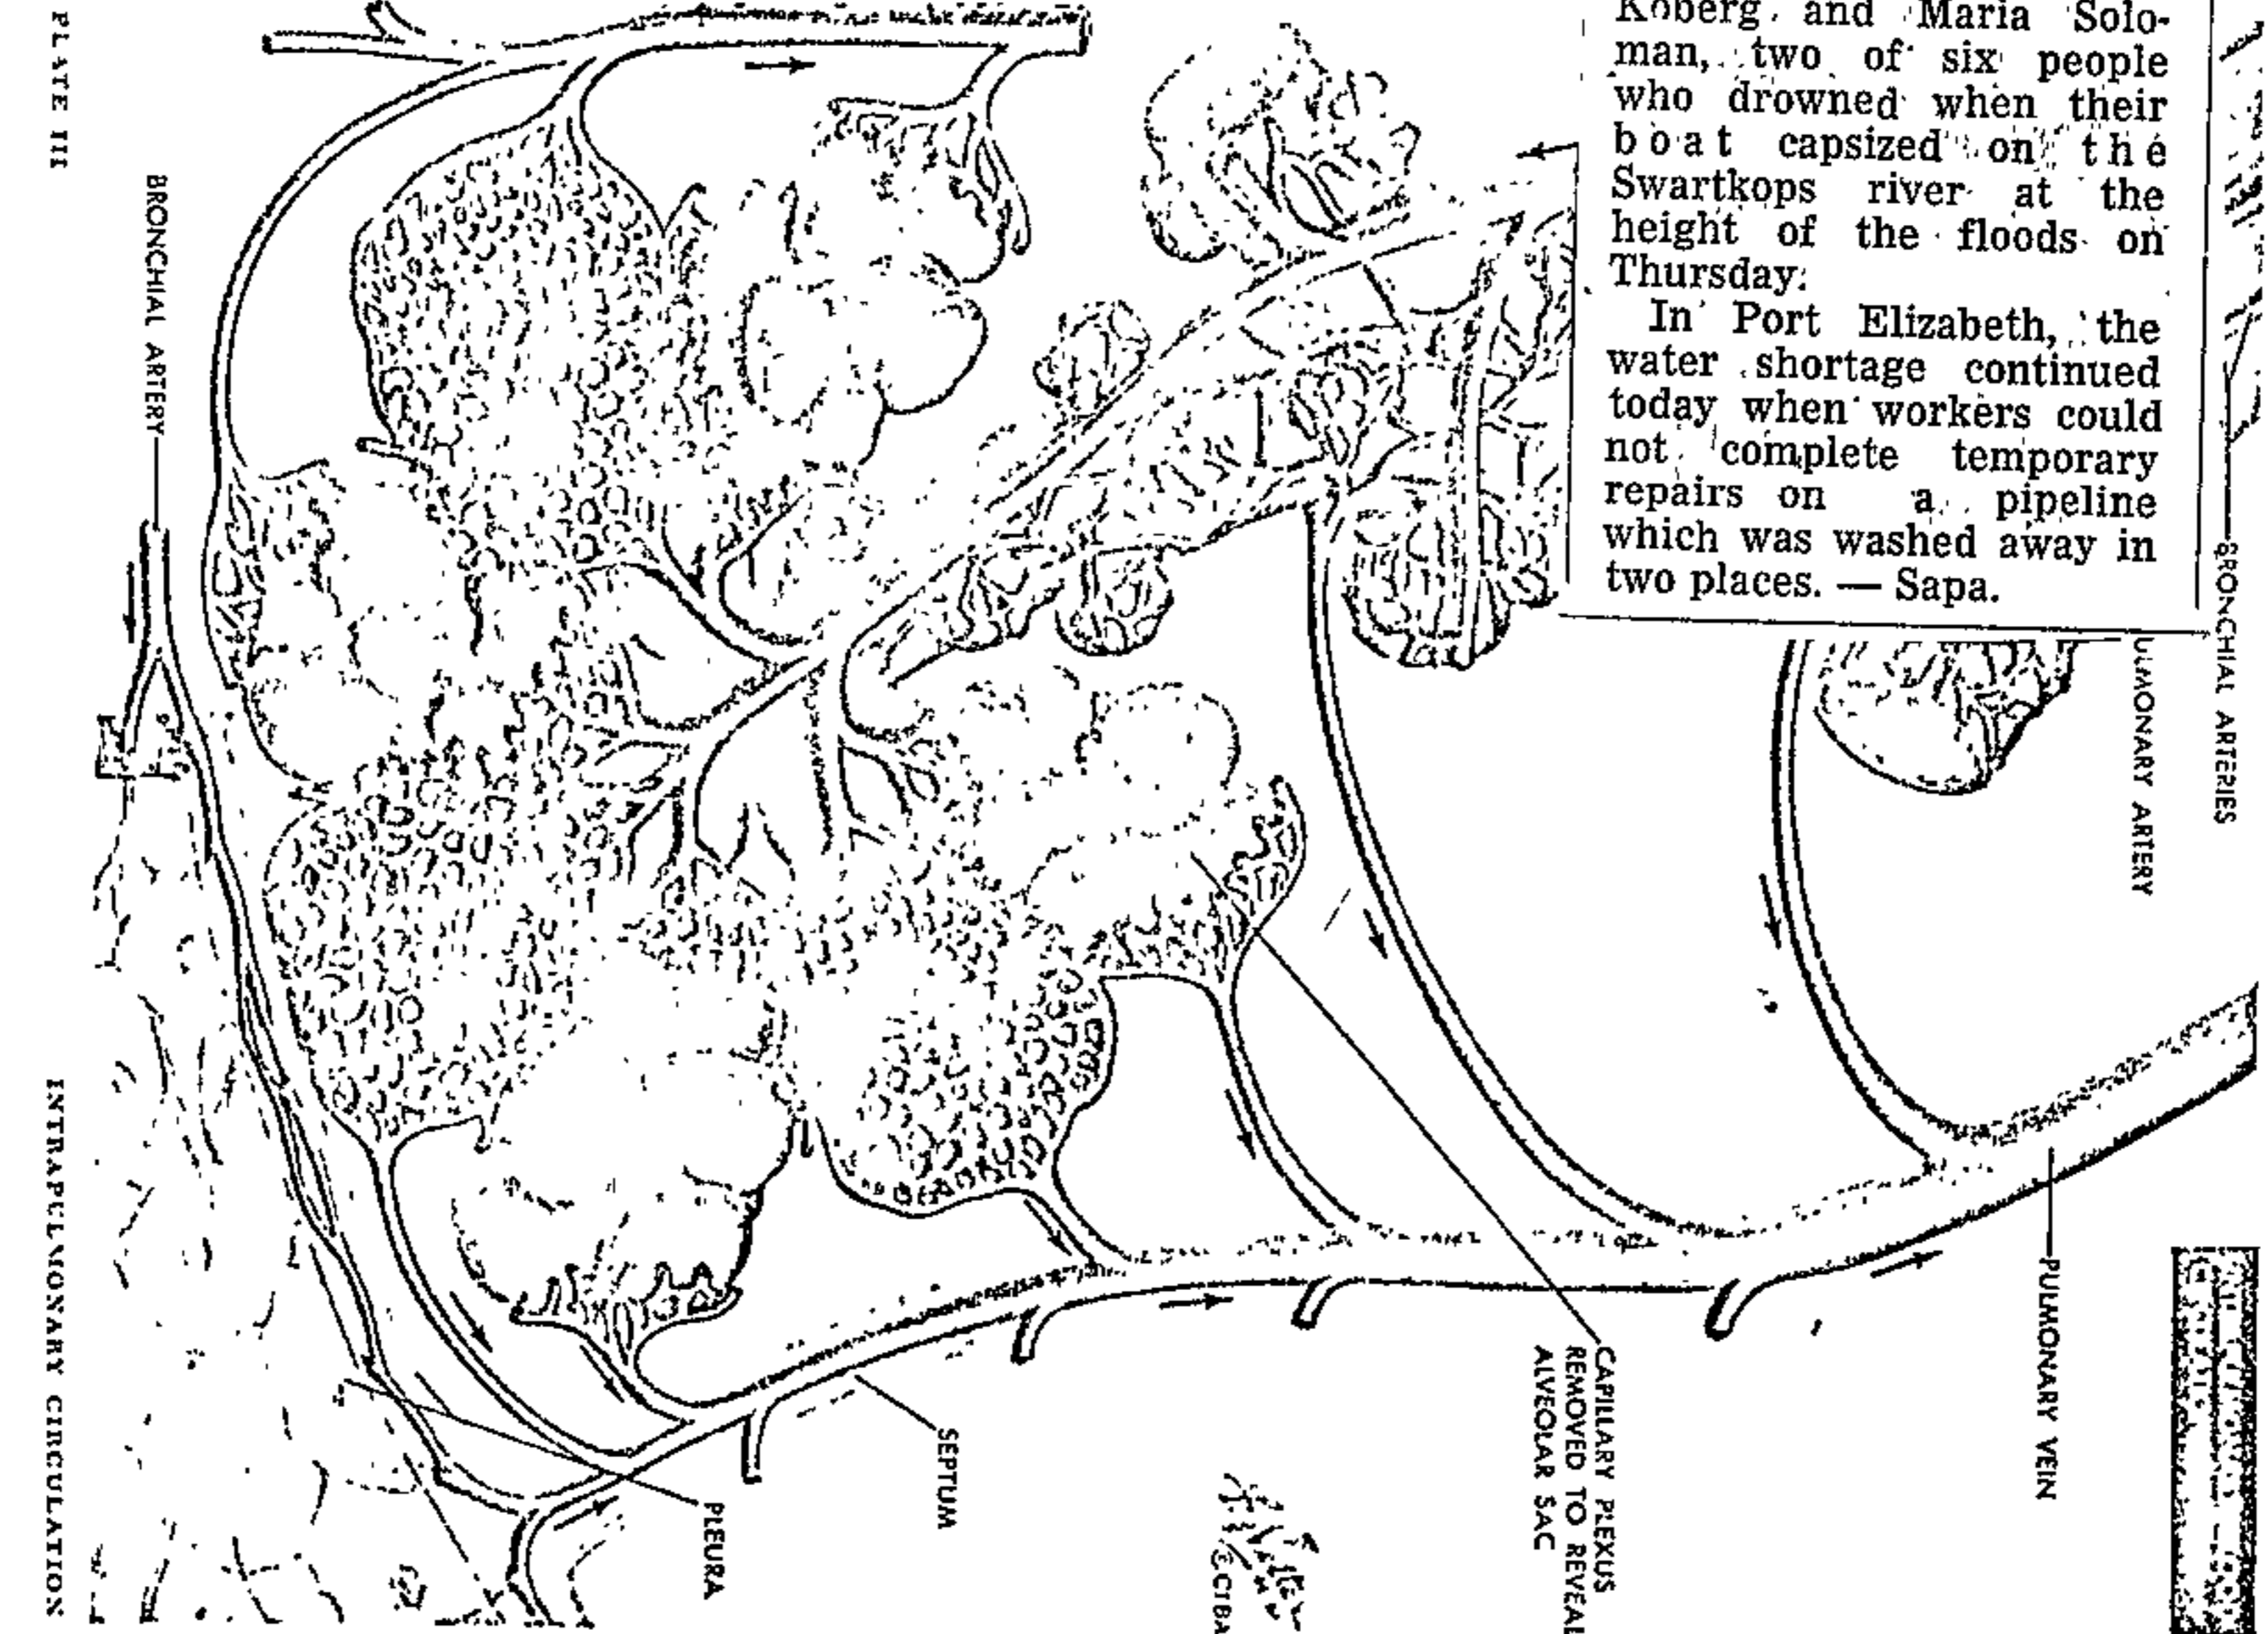 Koberg and Maria Solo-
man, two of six people
who drowned when their
boat capsized on the
Swartkops river at the
height of the floods on
Thursday.
In Port Elizabeth, the
water shortage continued
today when workers could
not complete temporary
repairs on a pipeline
which was washed away in
two places. — Sapa.
BRONCHIAL ARTERIES
ULMONARY ARTERY
PULMONARY VEIN
CAPILLARY PLEXUS
REMOVED TO REVEAL
ALVEOLAR SAC
©CIBA
SEPTUM
PLEURA
BRONCHIAL ARTERY
PLATE III
INTRAPULMONARY CIRCULATION